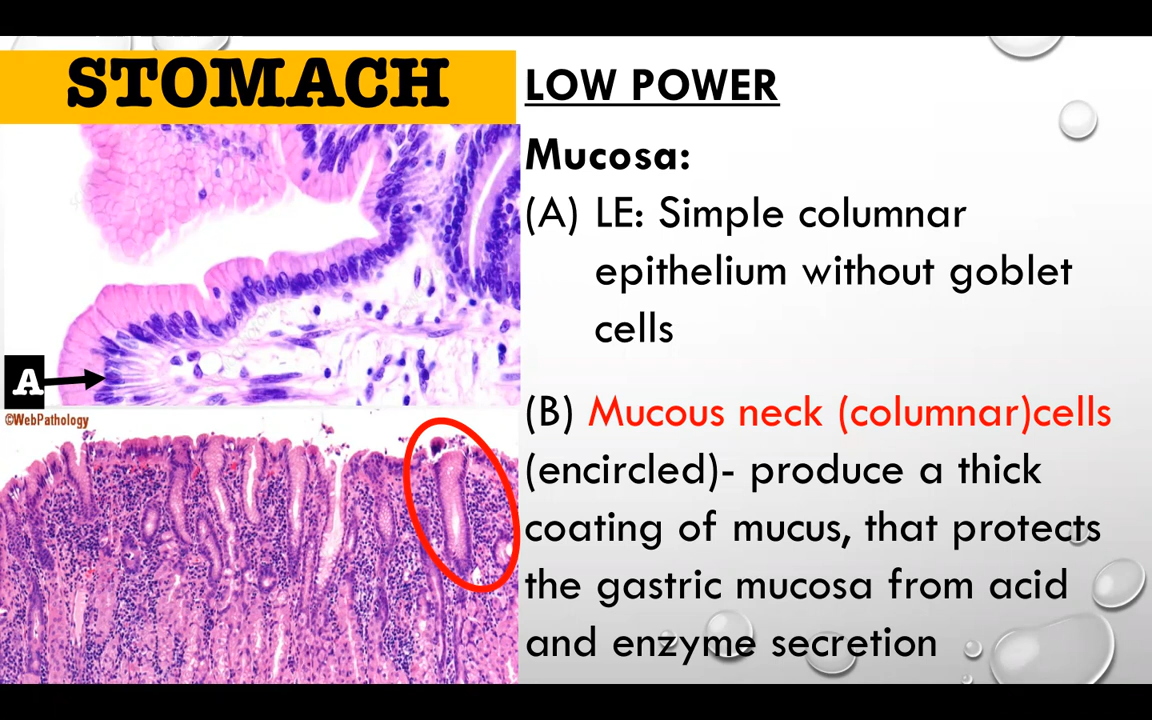 STOMACH
LOW POWER
Mucosa:
(A) LE: Simple columnar
epithelium without goblet
cells
A
©WebPathology
(B) Mucous neck (columnar)cells
(encircled)- produce a thick
coating of mucus, that protects
the gastric mucosa from acid
and enzyme secretion